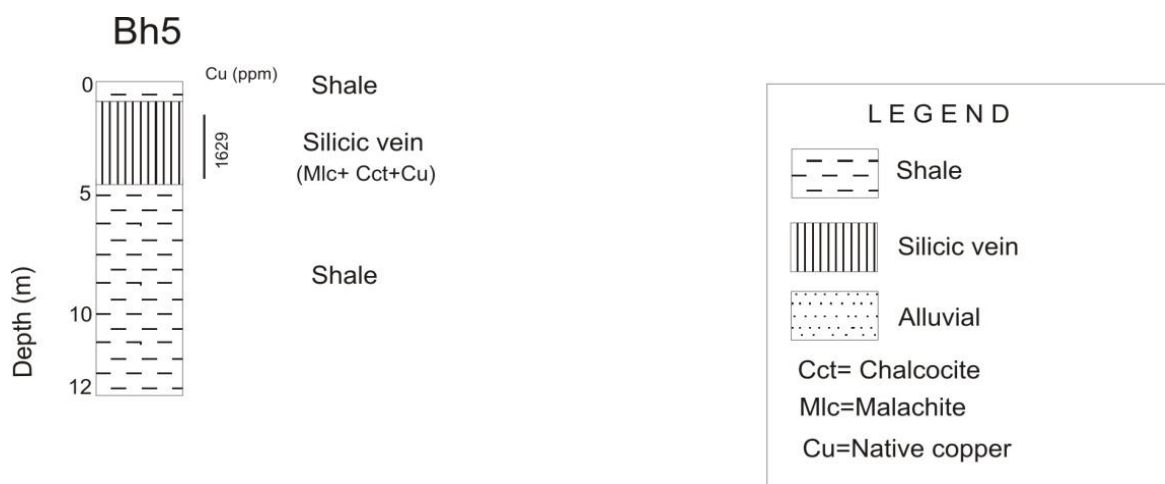 Bh5
0
Cu (ppm)
Shale
1629
Silicic vein
(Mlc+ Cct+Cu)
5
Shale
Depth (m)
10
12
LEGEND
Shale
Silicic vein
Alluvial
Cct= Chalcocite
Mlc=Malachite
Cu=Native copper